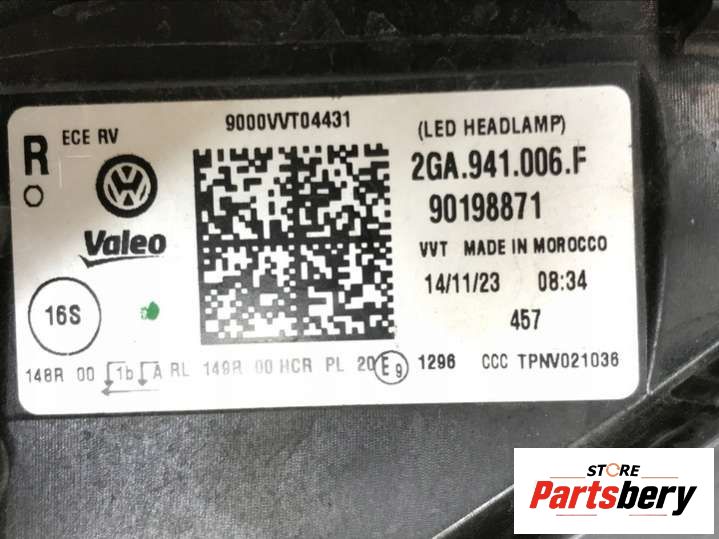 R
ECE RV
9000VVT04431
(LED HEADLAMP)
2GA.941.006.F
90198871
Valeo
VVT MADE IN MOROCCO
14/11/23 08:34
16S
457
148R 00 1b A RL 149R 00 HCR PL 20 E9 1296 CCC TPNV021036
STORE
Partsbery